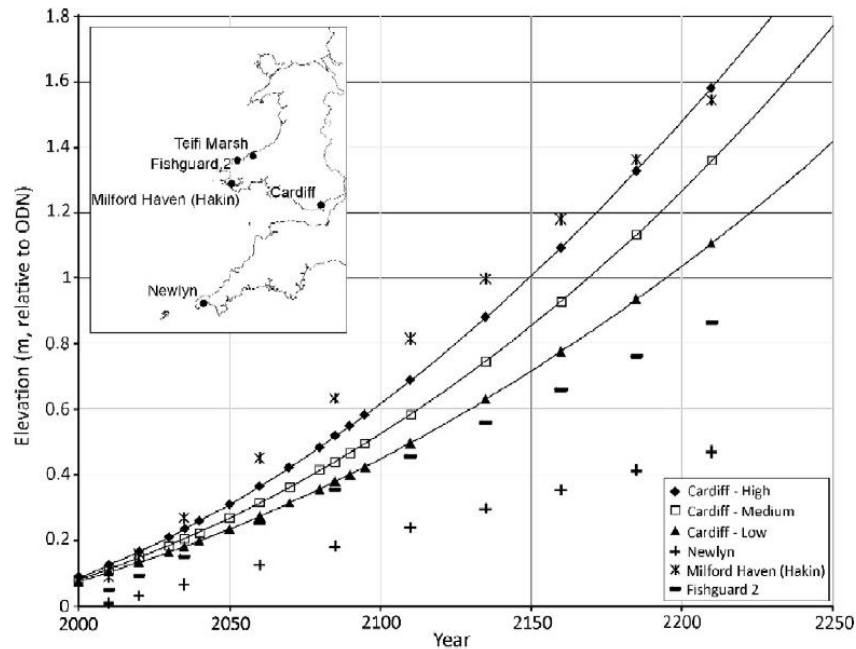 1.8
1.6
1.4
1.2
1
0.8
0.6
0.4
0.2
0
Elevation (m, relative to ODN)
Teifi Marsh
Fishguard 2
Milford Haven (Hakin)
Cardiff
Newlyn
Cardiff - High
Cardiff - Medium
Cardiff - Low
Newlyn
Milford Haven (Hakin)
Fishguard 2
2000 2050 2100 2150 2200 2250
Year